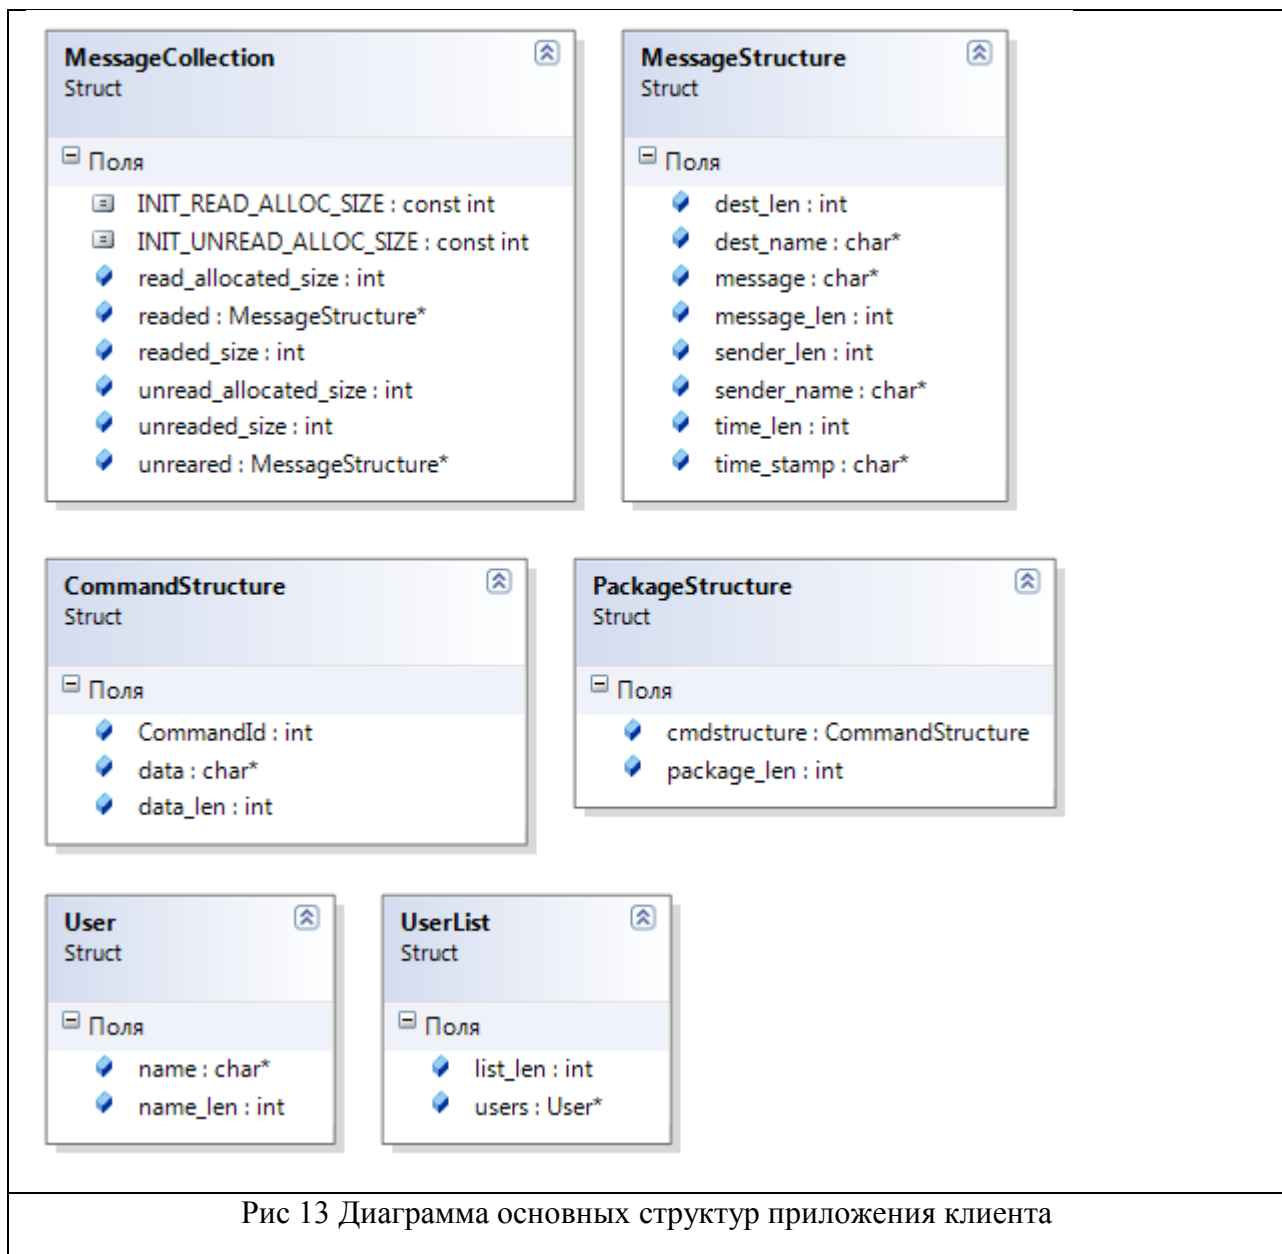 MessageCollection
Struct
Поля
INIT_READ_ALLOC_SIZE : const int
INIT_UNREAD_ALLOC_SIZE : const int
read_allocated_size : int
readed : MessageStructure*
readed_size : int
unread_allocated_size : int
unreaded_size : int
unreared : MessageStructure*
MessageStructure
Struct
Поля
dest_len : int
dest_name : char*
message : char*
message_len : int
sender_len : int
sender_name : char*
time_len : int
time_stamp : char*
CommandStructure
Struct
Поля
CommandId : int
data : char*
data_len : int
PackageStructure
Struct
Поля
cmdstructure : CommandStructure
package_len : int
User
Struct
Поля
name : char*
name_len : int
UserList
Struct
Поля
list_len : int
users : User*
Рис 13 Диаграмма основных структур приложения клиента